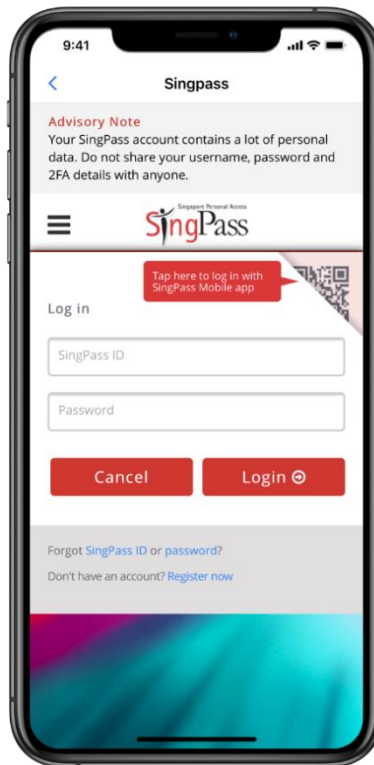 9:41
Singpass
Advisory Note
Your SingPass account contains a lot of personal
data. Do not share your username, password and
2FA details with anyone.
Singapore Personal Access
SingPass
Tap here to log in with
SingPass Mobile app
Log in
SingPass ID
Password
Cancel
Login
Forgot SingPass ID or password?
Don't have an account? Register now